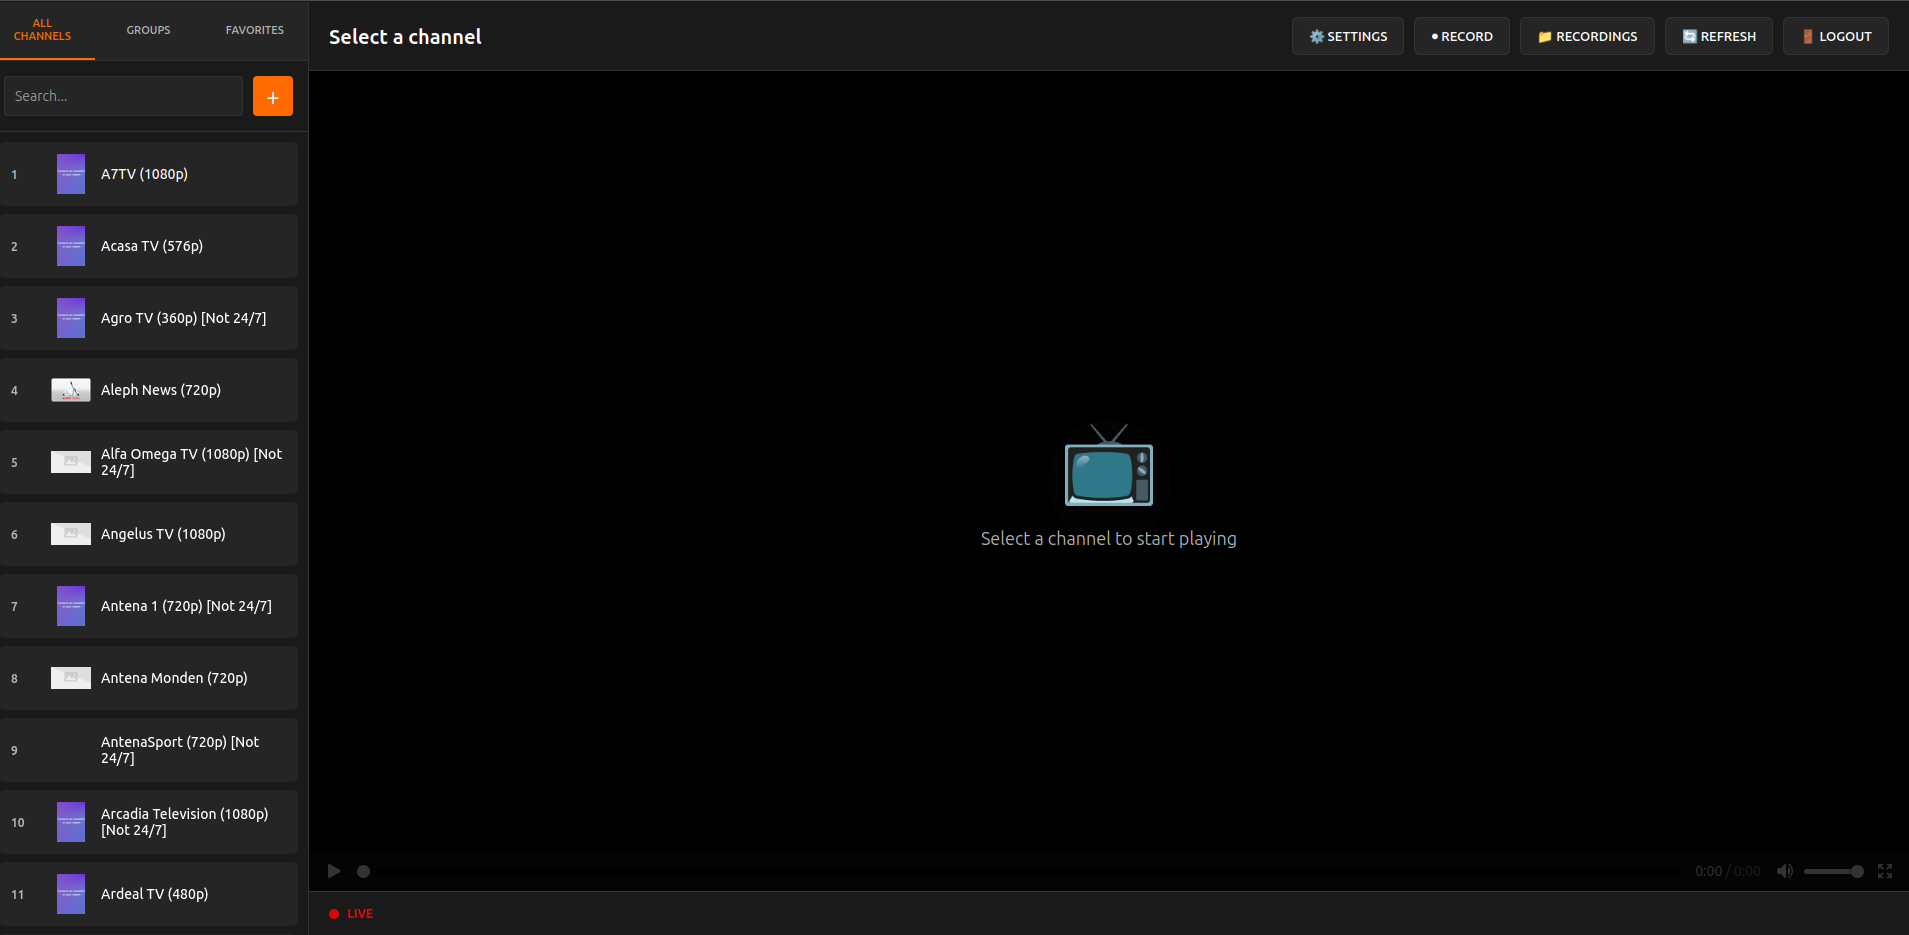 ALL
CHANNELS
GROUPS
FAVORITES
Search...
+
1
A7TV (1080p)
2
Acasa TV (576p)
3
Agro TV (360p) [Not 24/7]
4
Aleph News (720p)
5
Alfa Omega TV (1080p) [Not
24/7]
6
Angelus TV (1080p)
7
Antena 1 (720p) [Not 24/7]
8
Antena Monden (720p)
9
AntenaSport (720p) [Not
24/7]
10
Arcadia Television (1080p)
[Not 24/7]
11
Ardeal TV (480p)
Select a channel
SETTINGS
RECORD
RECORDINGS
REFRESH
LOGOUT
Select a channel to start playing
0:00 / 0:00
LIVE